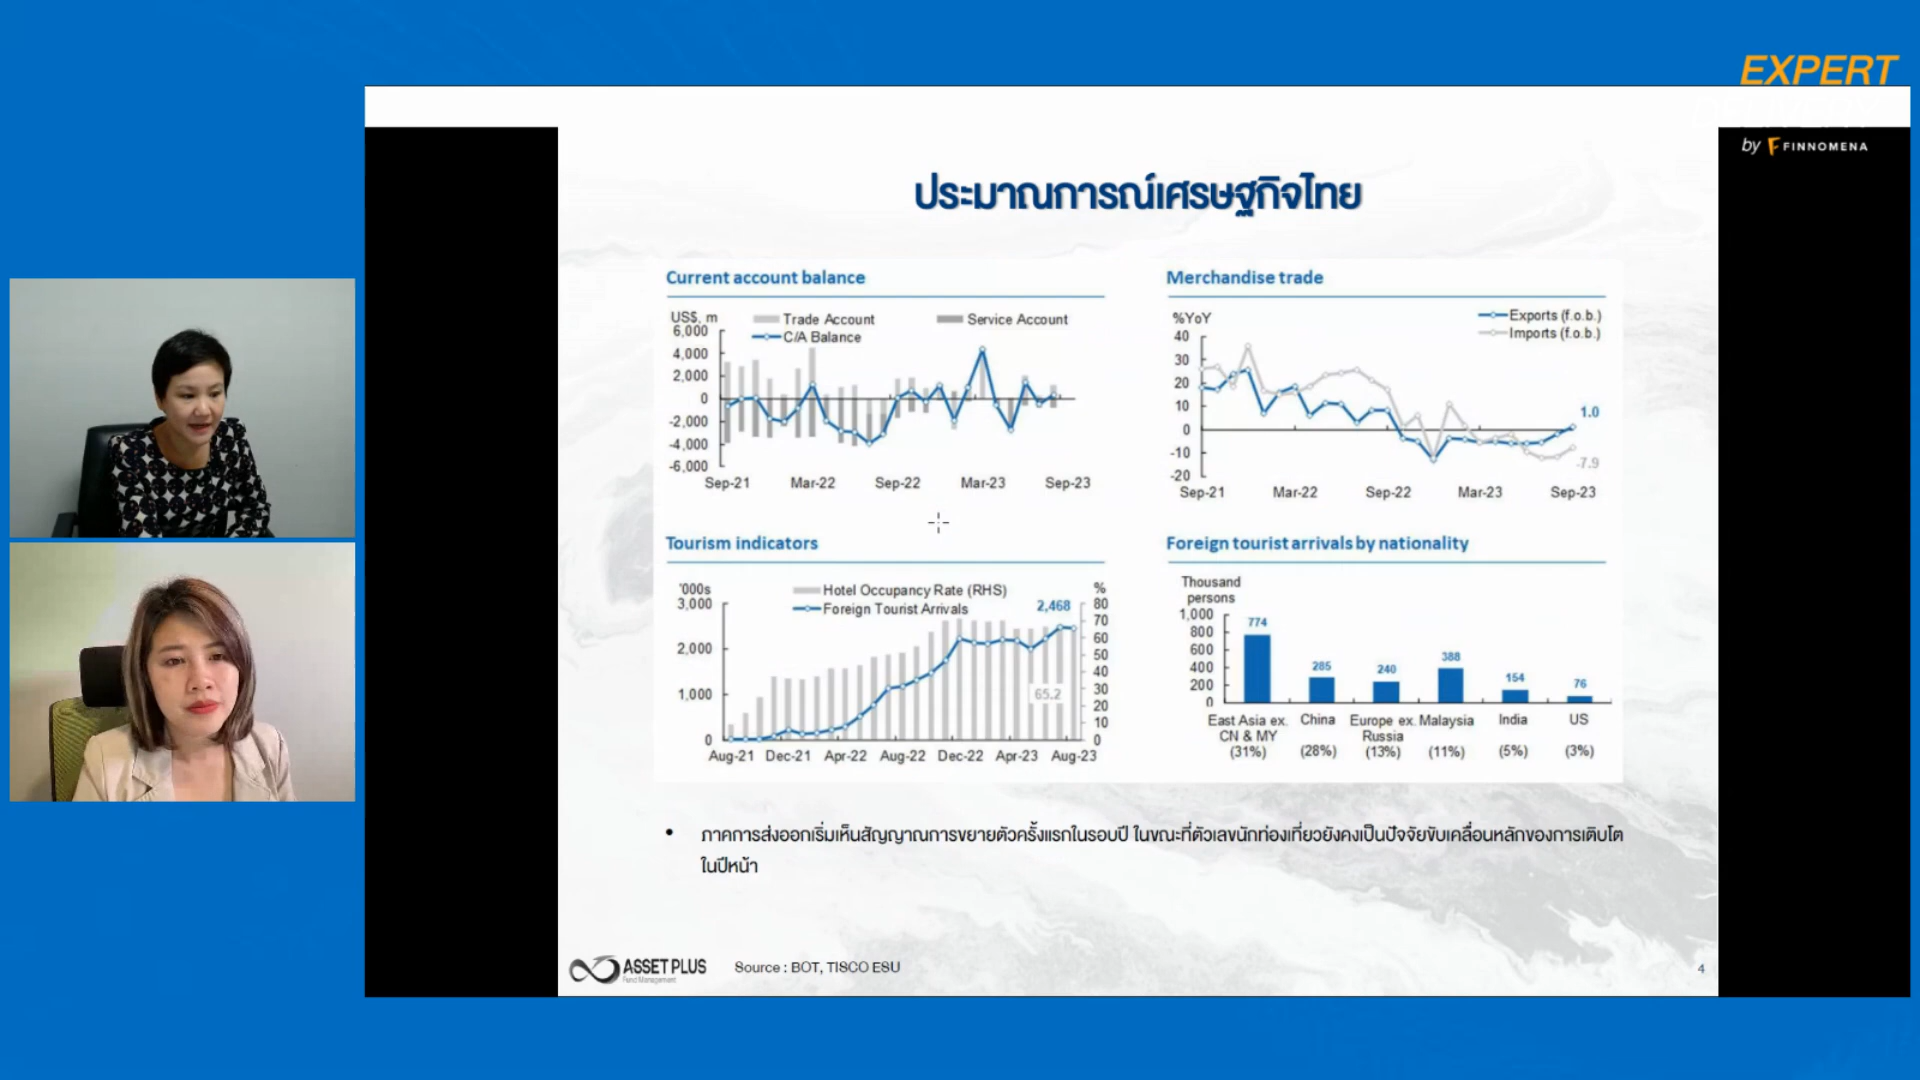 EXPERT
by FINNOMENA
ประมาณการณ์เศรษฐกิจไทย
Current account balance
US$, m
Trade Account
Service Account
C/A Balance
6,000
4,000
2,000
0
-2,000
-4,000
-6,000
Sep-21 Mar-22 Sep-22 Mar-23 Sep-23
Merchandise trade
%YoY
Exports (f.o.b.)
Imports (f.o.b.)
40
30
20
10
0
-10
-20
1.0
-7.9
Sep-21 Mar-22 Sep-22 Mar-23 Sep-23
Tourism indicators
'000s
%
Hotel Occupancy Rate (RHS)
Foreign Tourist Arrivals
2,468
65.2
3,000
2,000
1,000
0
80
70
60
50
40
30
20
10
0
Aug-21 Dec-21 Apr-22 Aug-22 Dec-22 Apr-23 Aug-23
Foreign tourist arrivals by nationality
Thousand
persons
1,000
800
600
400
200
0
774 285 240 388 154 76
East Asia ex. China Europe ex. Malaysia India US
CN & MY Russia
(31%) (28%) (13%) (11%) (5%) (3%)
• ภาคการส่งออกเริ่มเห็นสัญญาณการขยายตัวครั้งแรกในรอบปี ในขณะที่ตัวเลขนักท่องเที่ยวยังคงเป็นปัจจัยขับเคลื่อนหลักของการเติบโต
ในปีหน้า
ASSET PLUS
Fund Management
Source : BOT, TISCO ESU
4